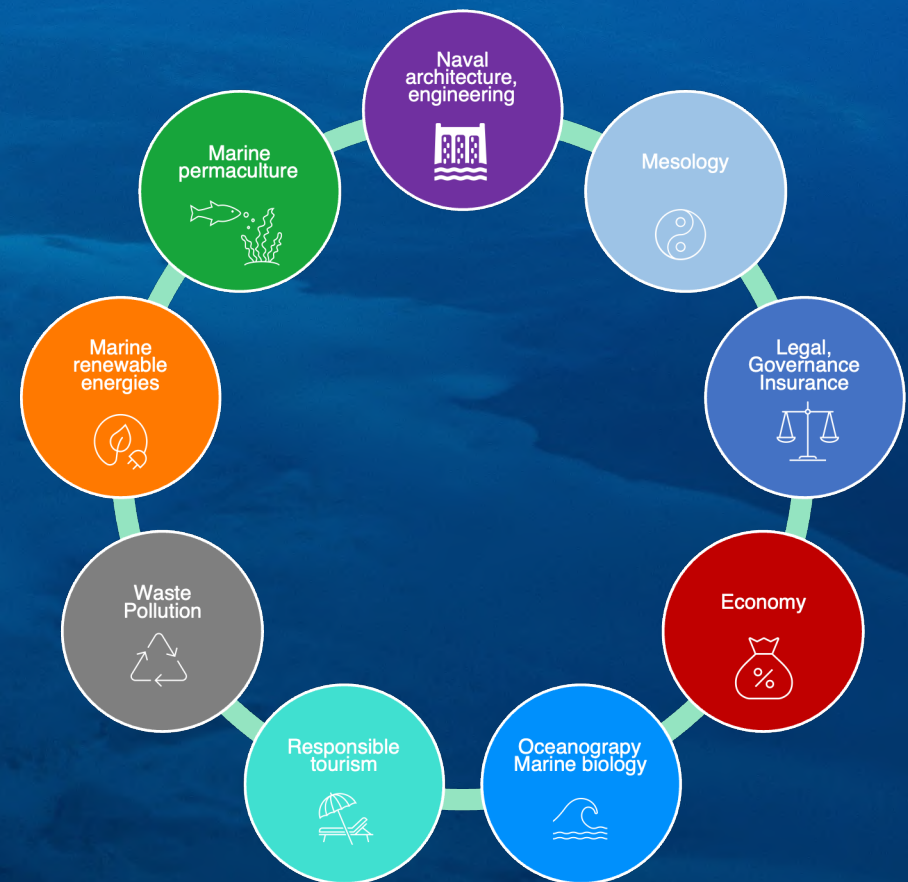 Naval
architecture,
engineering
Mesology
Legal,
Governance
Insurance
Economy
Oceanograpy
Marine biology
Responsible
tourism
Waste
Pollution
Marine
renewable
energies
Marine
permaculture
%